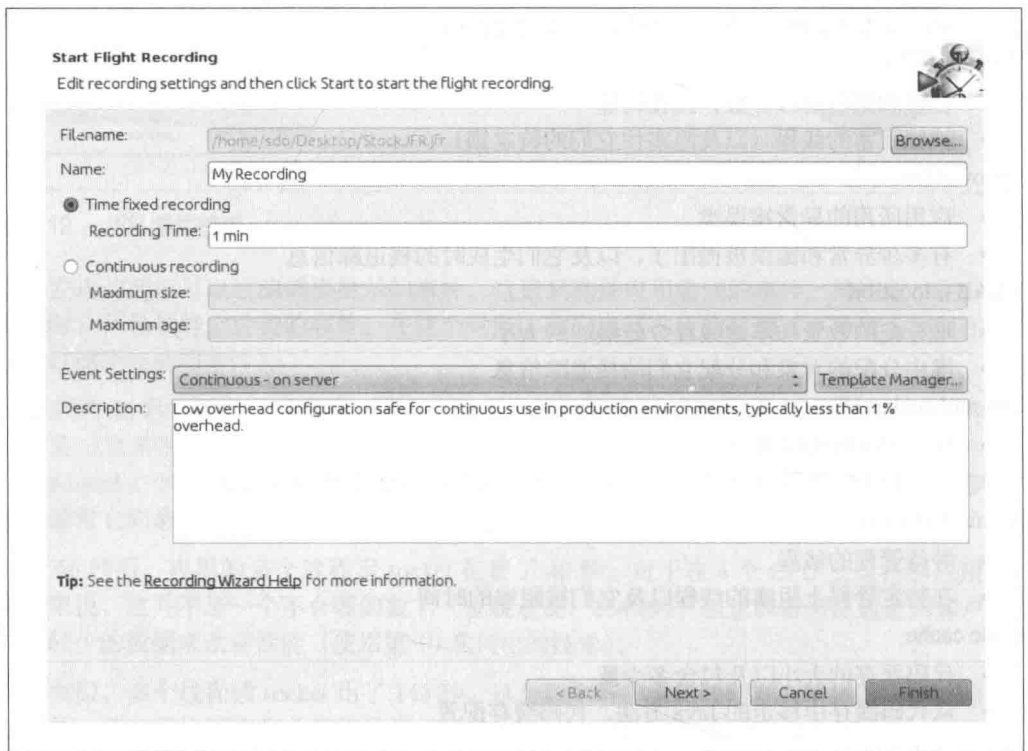 Start Flight Recording
Edit recording settings and then click Start to start the flight recording.
Filename:
/home/sdo/Desktop/StockJFR.jfr
Browse...
Name:
My Recording
Time fixed recording
Recording Time:
1 min
Continuous recording
Maximum size:
Maximum age:
Event Settings:
Continuous - on server
Template Manager...
Description:
Low overhead configuration safe for continuous use in production environments, typically less than 1 %
overhead.
Tip: See the Recording Wizard Help for more information.
< Back
Next >
Cancel
Finish